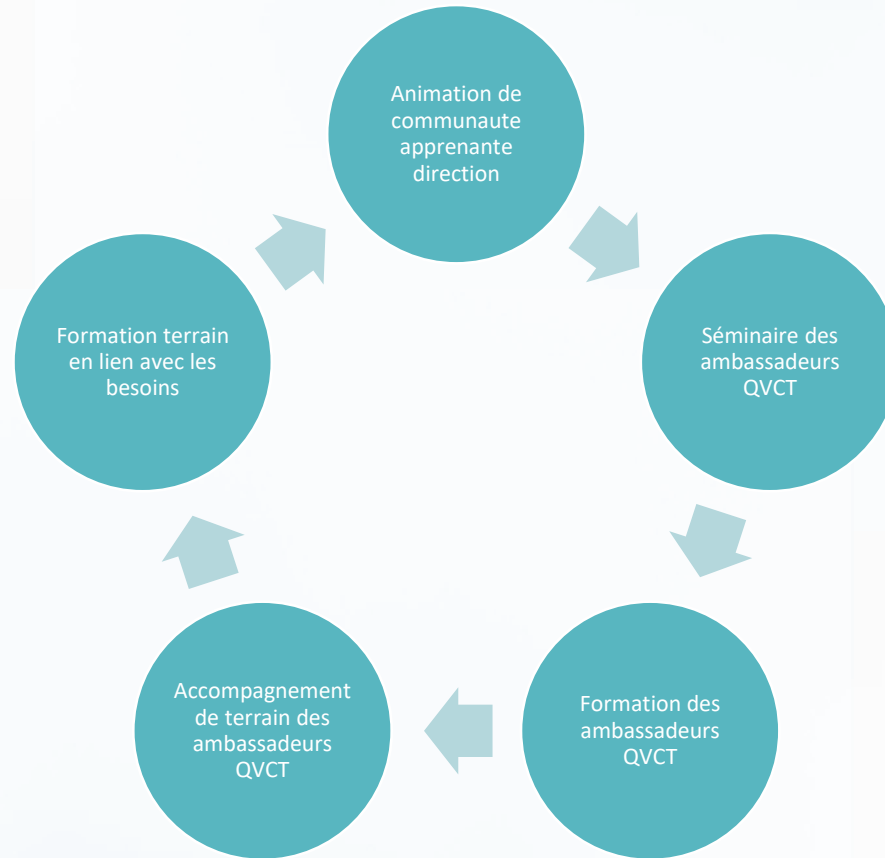 Animation de
communaute
apprenante
direction
Séminaire des
ambassadeurs
QVCT
Formation des
ambassadeurs
QVCT
Accompagnement
de terrain des
ambassadeurs
QVCT
Formation terrain
en lien avec les
besoins